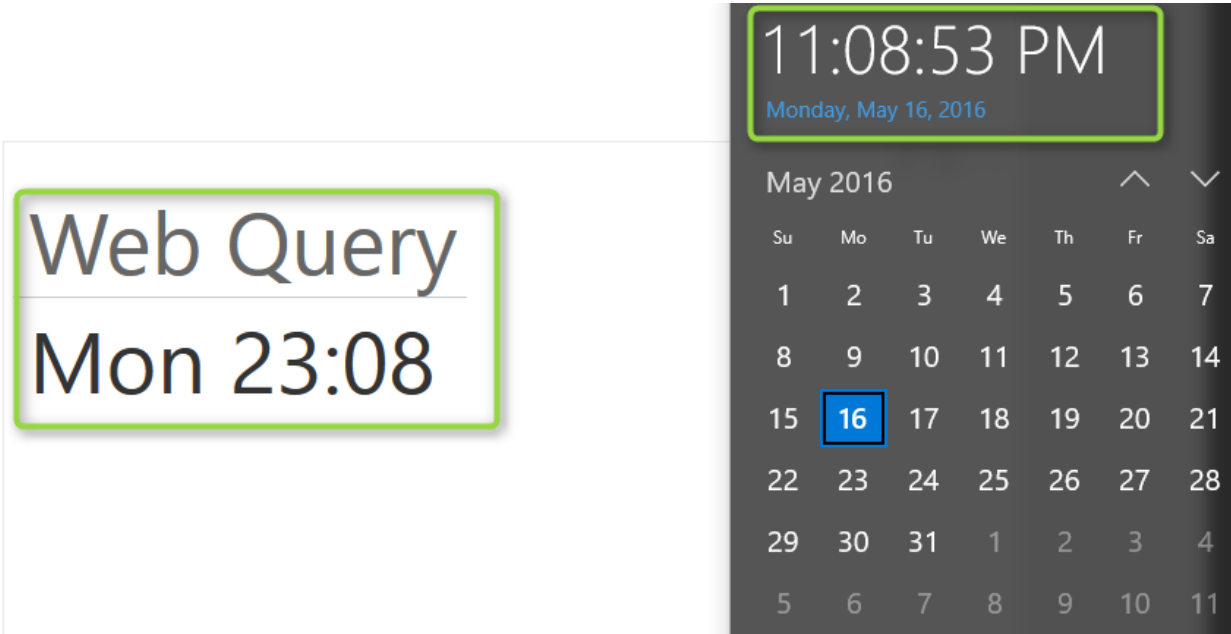 Web Query
Mon 23:08
11:08:53 PM
Monday, May 16, 2016
May 2016
Su Mo Tu We Th Fr Sa
1 2 3 4 5 6 7
8 9 10 11 12 13 14
15 16 17 18 19 20 21
22 23 24 25 26 27 28
29 30 31 1 2 3 4
5 6 7 8 9 10 11